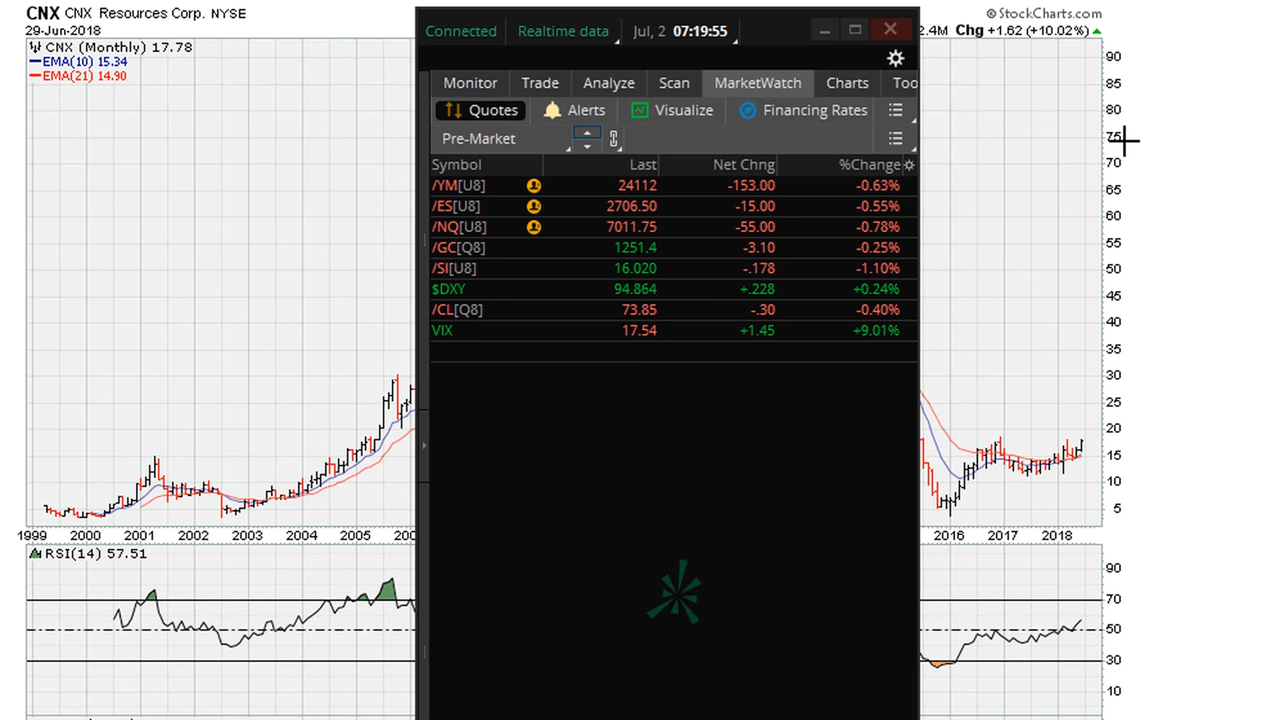 CNX CNX Resources Corp. NYSE
© StockCharts.com
29-Jun-2018
2.4M Chg +1.62 (+10.02%)
CNX (Monthly) 17.78
EMA(10) 15.34
EMA(21) 14.90
Connected Realtime data Jul, 2 07:19:55
Monitor Trade Analyze Scan MarketWatch Charts Too
Quotes Alerts Visualize Financing Rates
Pre-Market
Symbol Last Net Chng %Change
/YM[U8] 24112 -153.00 -0.63%
/ES[U8] 2706.50 -15.00 -0.55%
/NQ[U8] 7011.75 -55.00 -0.78%
/GC[Q8] 1251.4 -3.10 -0.25%
/SI[U8] 16.020 -.178 -1.10%
$DXY 94.864 +.228 +0.24%
/CL[Q8] 73.85 -.30 -0.40%
VIX 17.54 +1.45 +9.01%
90
85
80
75
70
65
60
55
50
45
40
35
30
25
20
15
10
5
1999 2000 2001 2002 2003 2004 2005 200 2016 2017 2018
RSI(14) 57.51
90
70
50
30
10